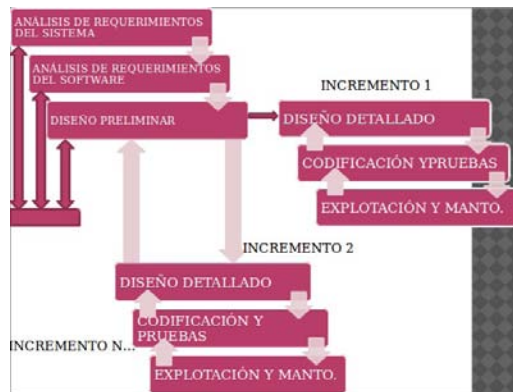 ANÁLISIS DE REQUERIMIENTOS
DEL SISTEMA
ANÁLISIS DE REQUERIMIENTOS
DEL SOFTWARE
DISEÑO PRELIMINAR
INCREMENTO 1
DISEÑO DETALLADO
CODIFICACIÓN YPRUEBAS
EXPLOTACIÓN Y MANTO.
INCREMENTO 2
DISEÑO DETALLADO
CODIFICACIÓN Y
PRUEBAS
EXPLOTACIÓN Y MANTO.
INCREMENTO N...